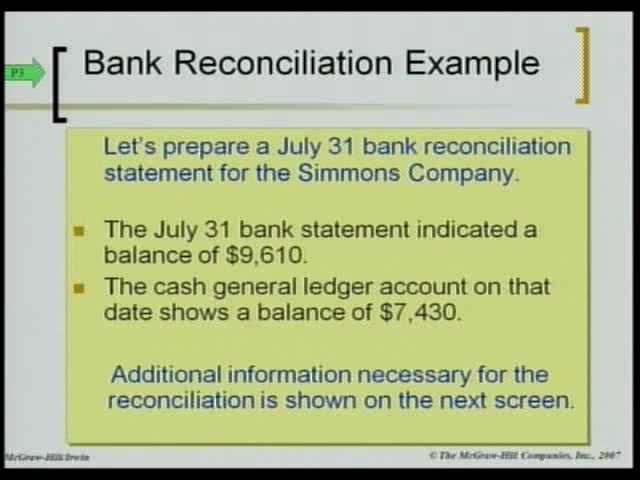 P3
Bank Reconciliation Example
Let's prepare a July 31 bank reconciliation
statement for the Simmons Company.
The July 31 bank statement indicated a
balance of $9,610.
The cash general ledger account on that
date shows a balance of $7,430.
Additional information necessary for the
reconciliation is shown on the next screen.
McGraw-Hill/Irwin
© The McGraw-Hill Companies, Inc., 2007